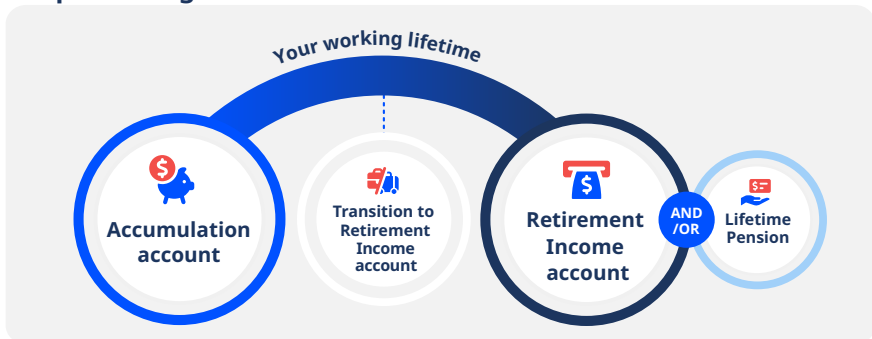 Your working lifetime
$
Accumulation
account
Transition to
Retirement
Income
account
$
Retirement
Income
account
AND
/OR
$
Lifetime
Pension